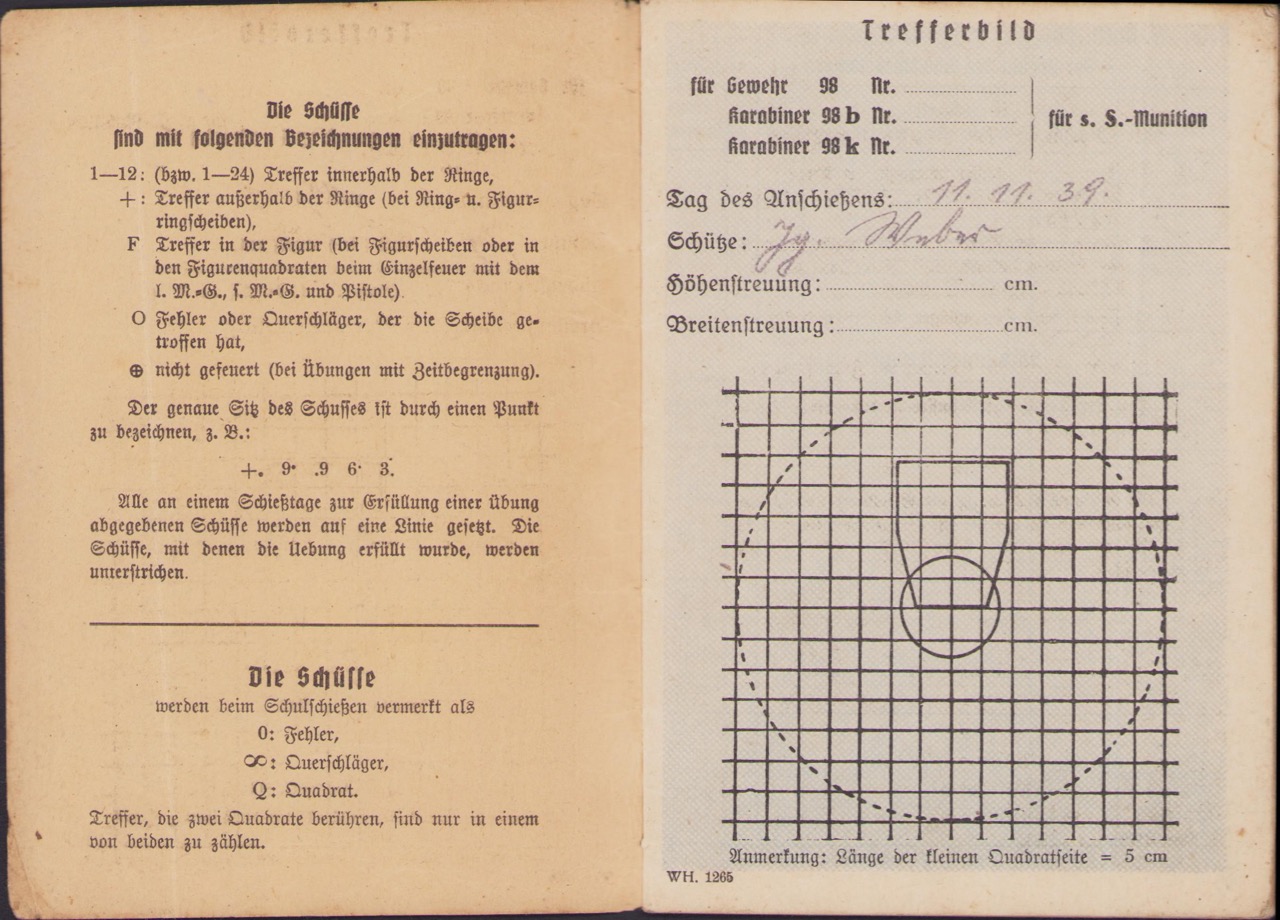 Die Schüsse
sind mit folgenden Bezeichnungen einzutragen:
1—12: (bzw. 1—24) Treffer innerhalb der Ringe,
+: Treffer außerhalb der Ringe (bei Ring- u. Figur-
ringscheiben),
F Treffer in der Figur (bei Figurscheiben oder in
den Figurenquadraten beim Einzelfeuer mit dem
l. M.-G., s. M.-G. und Pistole).
O Fehler oder Querschläger, der die Scheibe ge-
troffen hat,
⊕ nicht gefeuert (bei Übungen mit Zeitbegrenzung).
Der genaue Sitz des Schusses ist durch einen Punkt
zu bezeichnen, z. B.:
+. 9· .9 6· 3.
Alle an einem Schießtage zur Erfüllung einer Übung
abgegebenen Schüsse werden auf eine Linie gesetzt. Die
Schüsse, mit denen die Uebung erfüllt wurde, werden
unterstrichen.
Die Schüsse
werden beim Schulschießen vermerkt als
0: Fehler,
∞: Querschläger,
Q: Quadrat.
Treffer, die zwei Quadrate berühren, sind nur in einem
von beiden zu zählen.
Trefferbild
für Gewehr 98 Nr.
Karabiner 98 b Nr. für s. S.-Munition
Karabiner 98 k Nr.
Tag des Anschießens: 11. 11. 39.
Schütze: Jg. Weber
Höhenstreuung: cm.
Breitenstreuung: cm.
Anmerkung: Länge der kleinen Quadratseite = 5 cm
WH. 1265